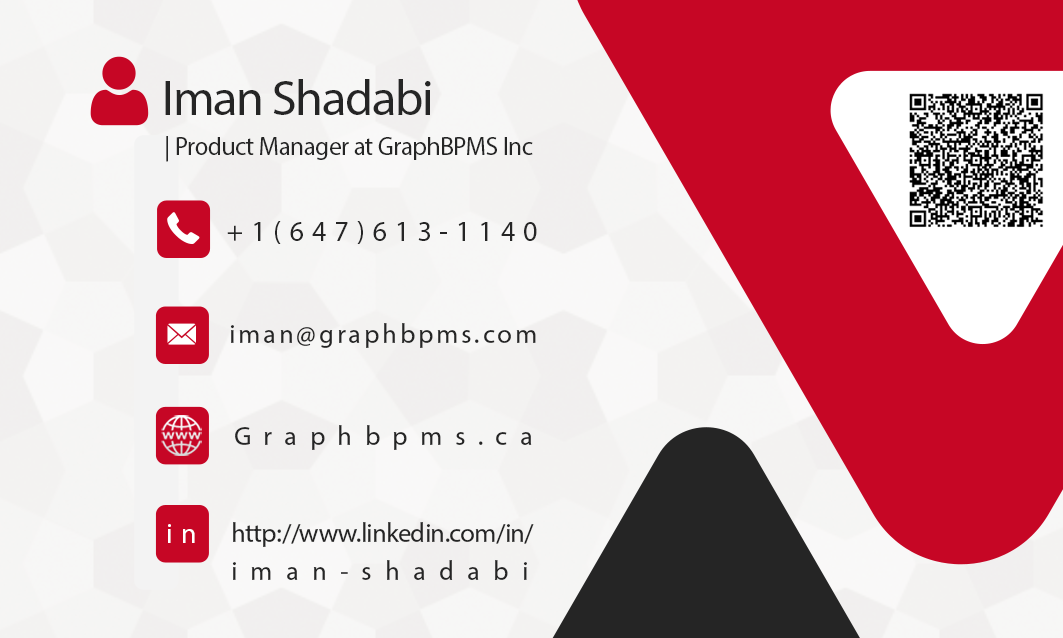 Iman Shadabi
| Product Manager at GraphBPMS Inc
+1(647)613-1140
iman@graphbpms.com
www
Graphbpms.ca
in
http://www.linkedin.com/in/
iman-shadabi